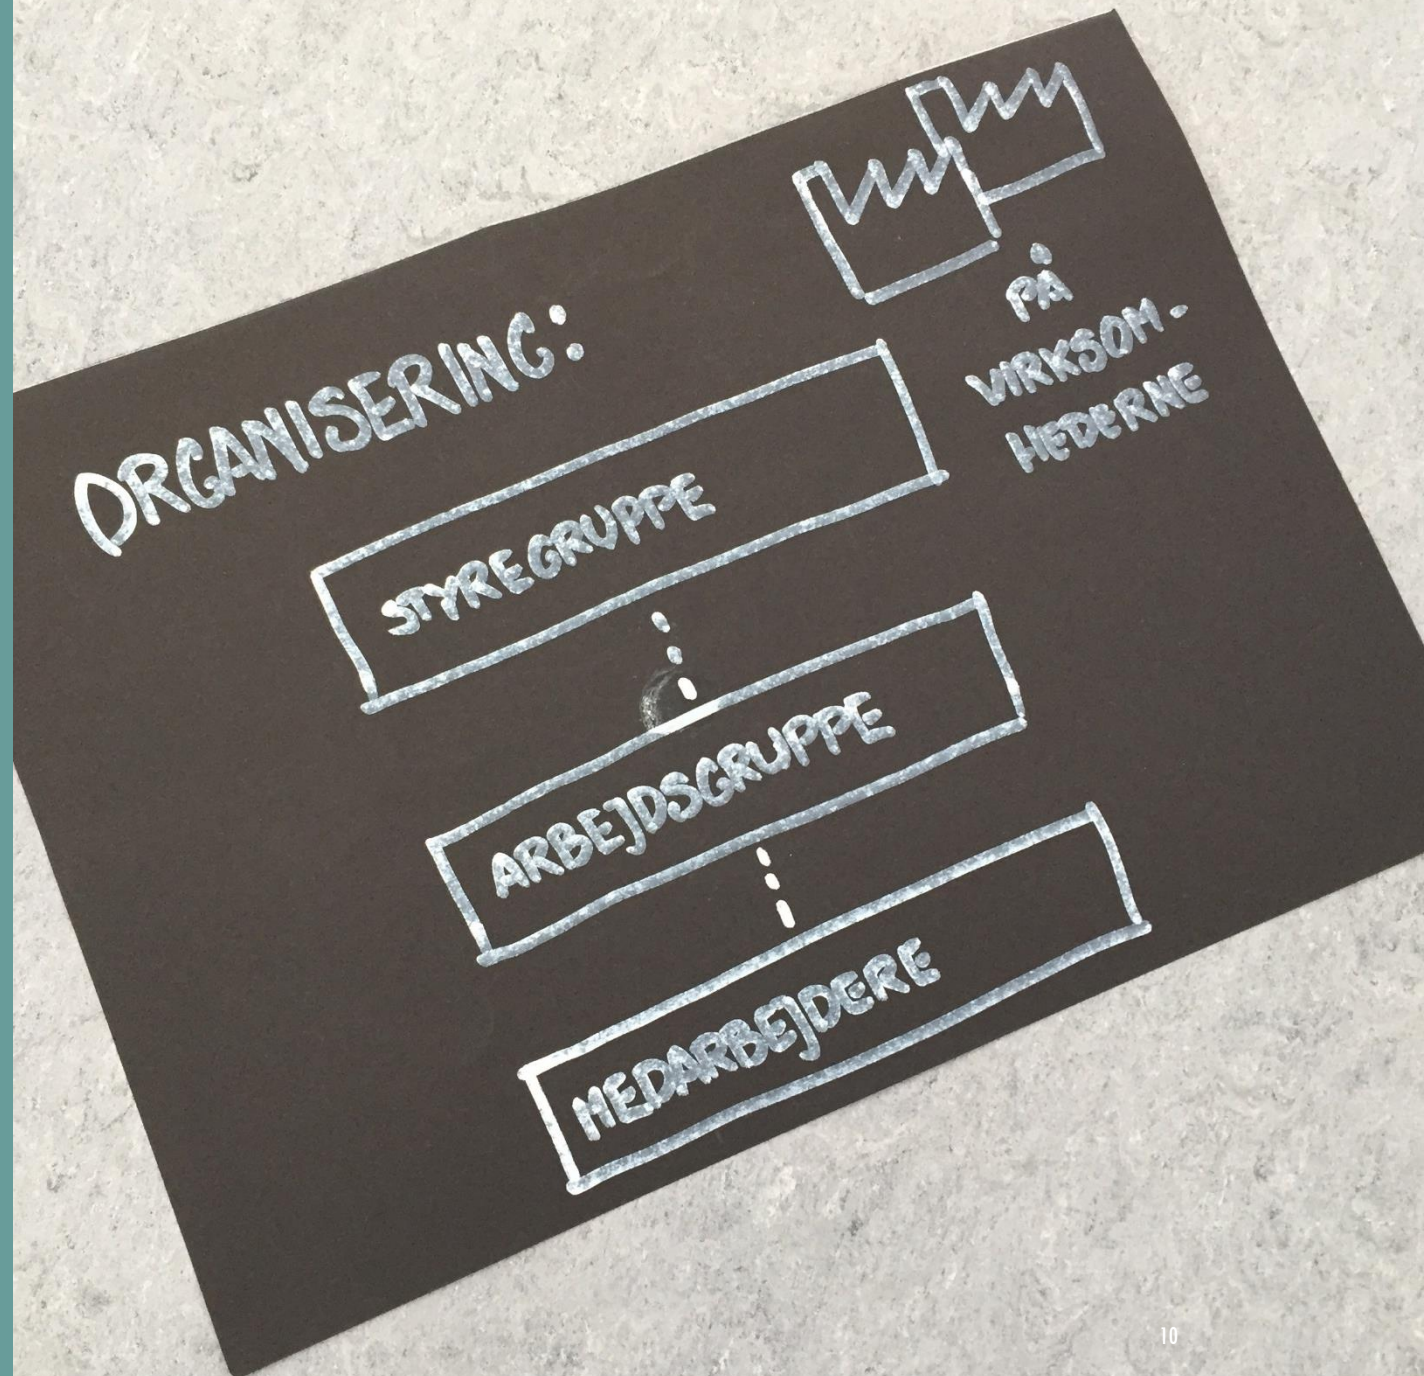 ORGANISERING:
PÅ
VIRKSOM-
HEDERNE
STYREGRUPPE
ARBEJDSGRUPPE
MEDARBEJDERE
10